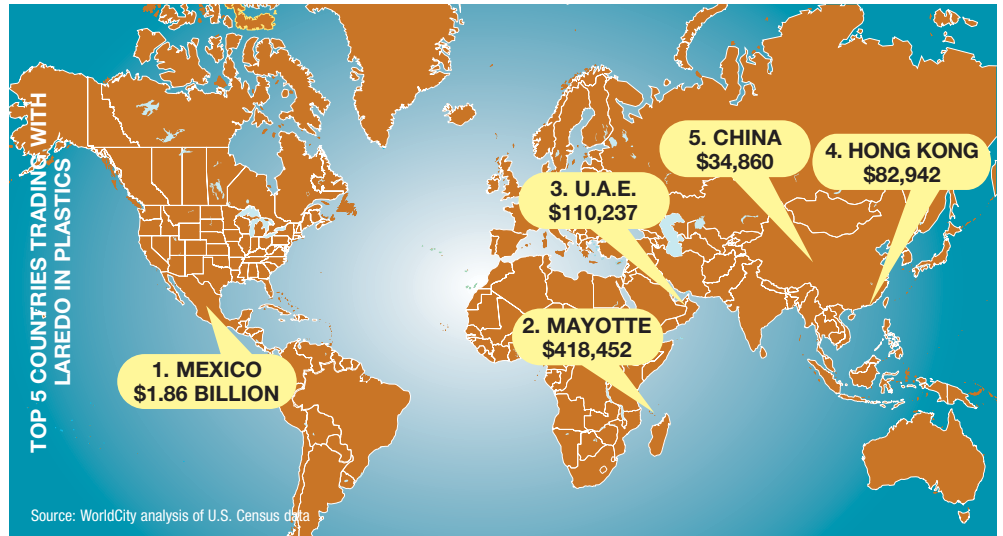 TOP 5 COUNTRIES TRADING WITH
LAREDO IN PLASTICS
1. MEXICO
$1.86 BILLION
2. MAYOTTE
$418,452
3. U.A.E.
$110,237
4. HONG KONG
$82,942
5. CHINA
$34,860
Source: WorldCity analysis of U.S. Census data